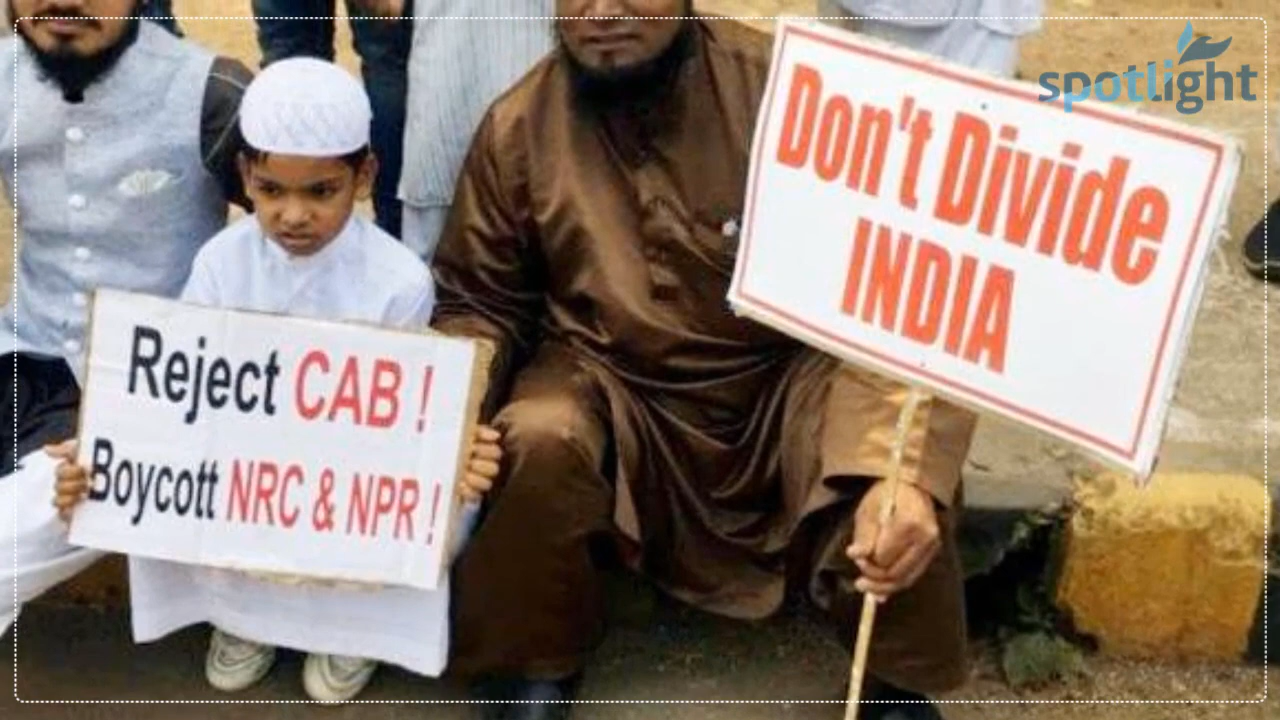 spotlight
Don't Divide
INDIA
Reject CAB !
Boycott NRC & NPR !